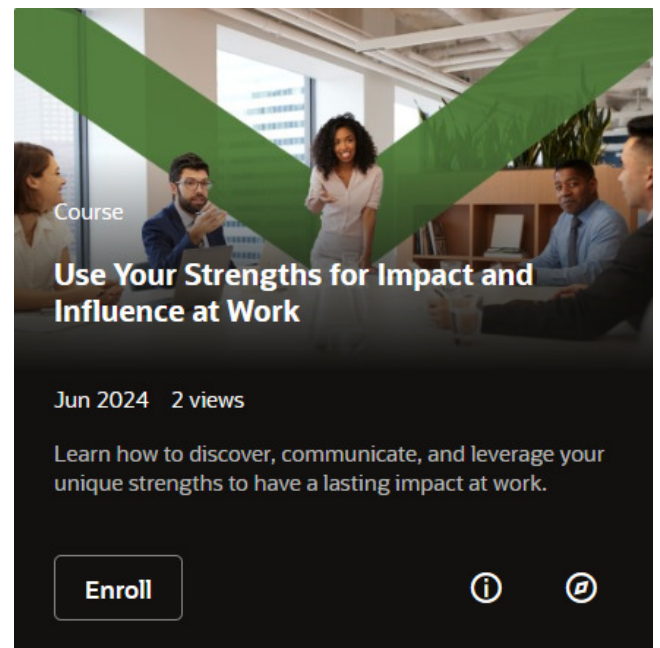 Course
Use Your Strengths for Impact and
Influence at Work
Jun 2024 2 views
Learn how to discover, communicate, and leverage your
unique strengths to have a lasting impact at work.
Enroll